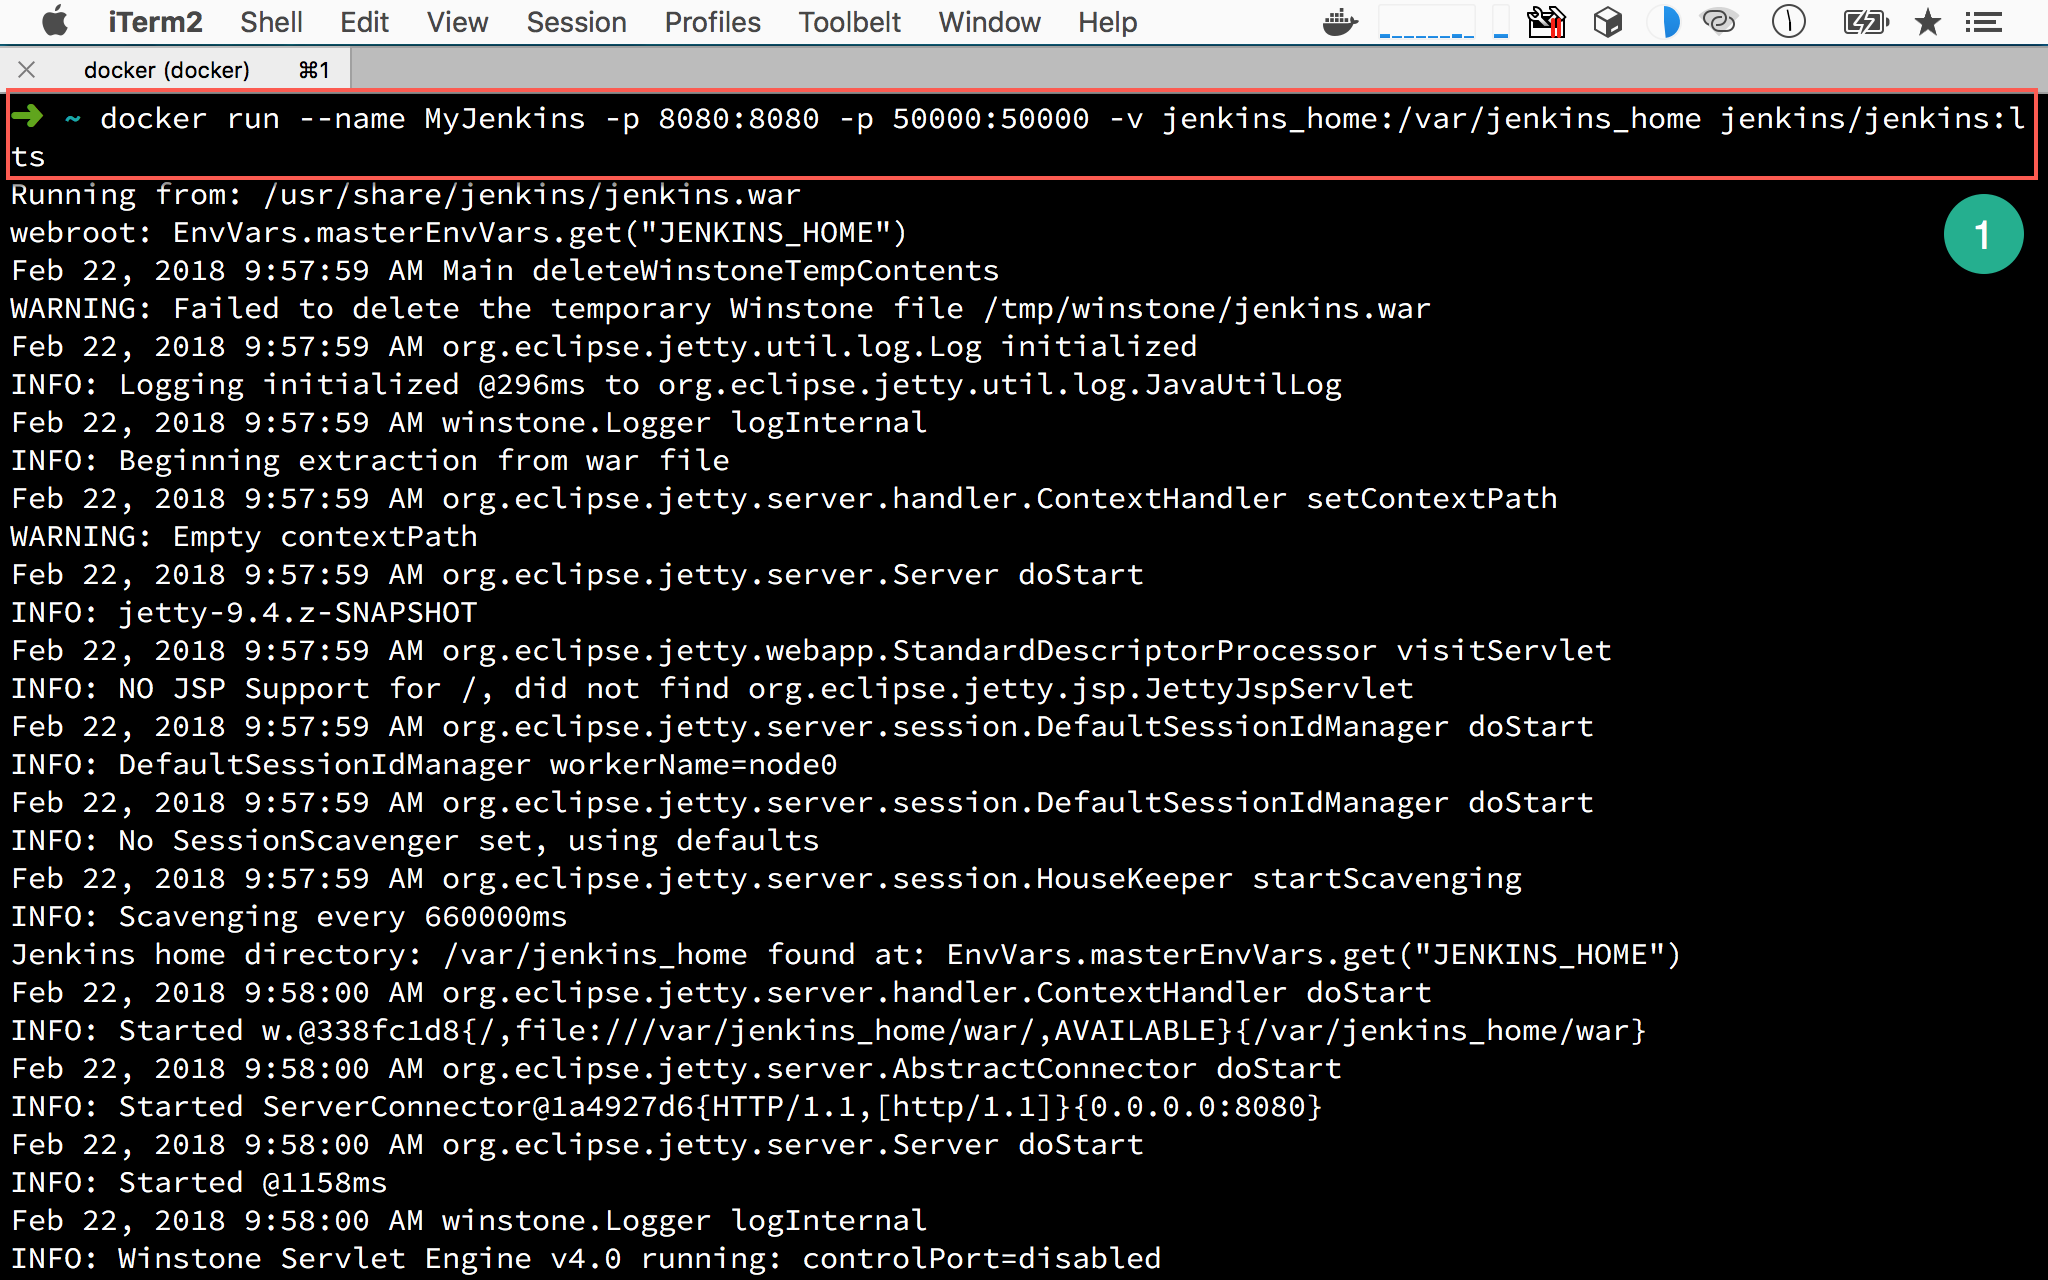 iTerm2 Shell Edit View Session Profiles Toolbelt Window Help
docker (docker) ⌘1
➜ ~ docker run --name MyJenkins -p 8080:8080 -p 50000:50000 -v jenkins_home:/var/jenkins_home jenkins/jenkins:l
ts
Running from: /usr/share/jenkins/jenkins.war
webroot: EnvVars.masterEnvVars.get("JENKINS_HOME")
1
Feb 22, 2018 9:57:59 AM Main deleteWinstoneTempContents
WARNING: Failed to delete the temporary Winstone file /tmp/winstone/jenkins.war
Feb 22, 2018 9:57:59 AM org.eclipse.jetty.util.log.Log initialized
INFO: Logging initialized @296ms to org.eclipse.jetty.util.log.JavaUtilLog
Feb 22, 2018 9:57:59 AM winstone.Logger logInternal
INFO: Beginning extraction from war file
Feb 22, 2018 9:57:59 AM org.eclipse.jetty.server.handler.ContextHandler setContextPath
WARNING: Empty contextPath
Feb 22, 2018 9:57:59 AM org.eclipse.jetty.server.Server doStart
INFO: jetty-9.4.z-SNAPSHOT
Feb 22, 2018 9:57:59 AM org.eclipse.jetty.webapp.StandardDescriptorProcessor visitServlet
INFO: NO JSP Support for /, did not find org.eclipse.jetty.jsp.JettyJspServlet
Feb 22, 2018 9:57:59 AM org.eclipse.jetty.server.session.DefaultSessionIdManager doStart
INFO: DefaultSessionIdManager workerName=node0
Feb 22, 2018 9:57:59 AM org.eclipse.jetty.server.session.DefaultSessionIdManager doStart
INFO: No SessionScavenger set, using defaults
Feb 22, 2018 9:57:59 AM org.eclipse.jetty.server.session.HouseKeeper startScavenging
INFO: Scavenging every 660000ms
Jenkins home directory: /var/jenkins_home found at: EnvVars.masterEnvVars.get("JENKINS_HOME")
Feb 22, 2018 9:58:00 AM org.eclipse.jetty.server.handler.ContextHandler doStart
INFO: Started w.@338fc1d8{/,file:///var/jenkins_home/war/,AVAILABLE}{/var/jenkins_home/war}
Feb 22, 2018 9:58:00 AM org.eclipse.jetty.server.AbstractConnector doStart
INFO: Started ServerConnector@1a4927d6{HTTP/1.1,[http/1.1]}{0.0.0.0:8080}
Feb 22, 2018 9:58:00 AM org.eclipse.jetty.server.Server doStart
INFO: Started @1158ms
Feb 22, 2018 9:58:00 AM winstone.Logger logInternal
INFO: Winstone Servlet Engine v4.0 running: controlPort=disabled